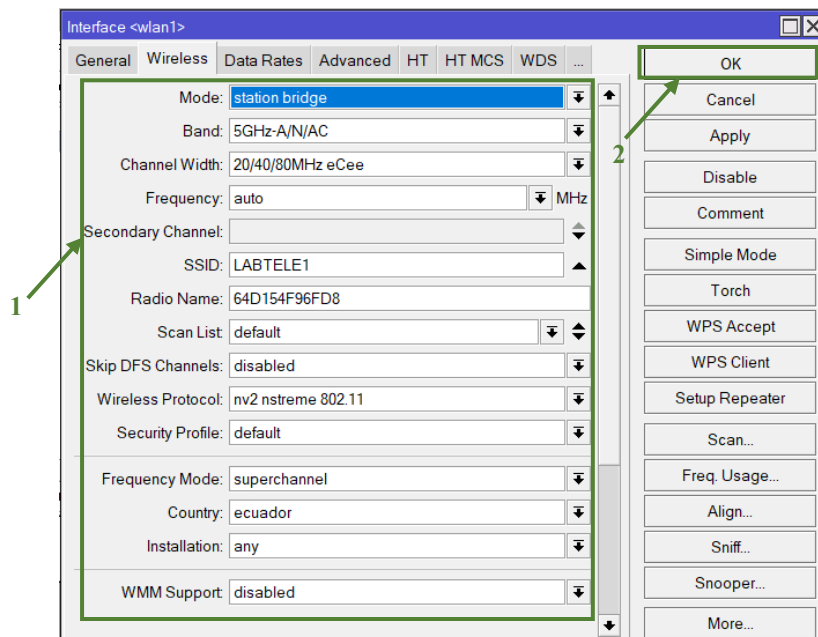 Interface <wlan1>
General Wireless Data Rates Advanced HT HT MCS WDS ...
Mode: station bridge
Band: 5GHz-A/N/AC
Channel Width: 20/40/80MHz eCee
Frequency: auto MHz
Secondary Channel:
SSID: LABTELE1
Radio Name: 64D154F96FD8
Scan List: default
Skip DFS Channels: disabled
Wireless Protocol: nv2 nstreme 802.11
Security Profile: default
Frequency Mode: superchannel
Country: ecuador
Installation: any
WMM Support: disabled
OK
Cancel
Apply
Disable
Comment
Simple Mode
Torch
WPS Accept
WPS Client
Setup Repeater
Scan...
Freq. Usage...
Align...
Sniff...
Snooper...
More...
1
2